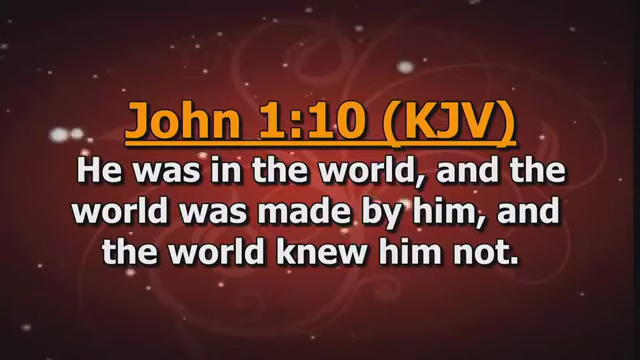 John 1:10 (KJV)
He was in the world, and the
world was made by him, and
the world knew him not.